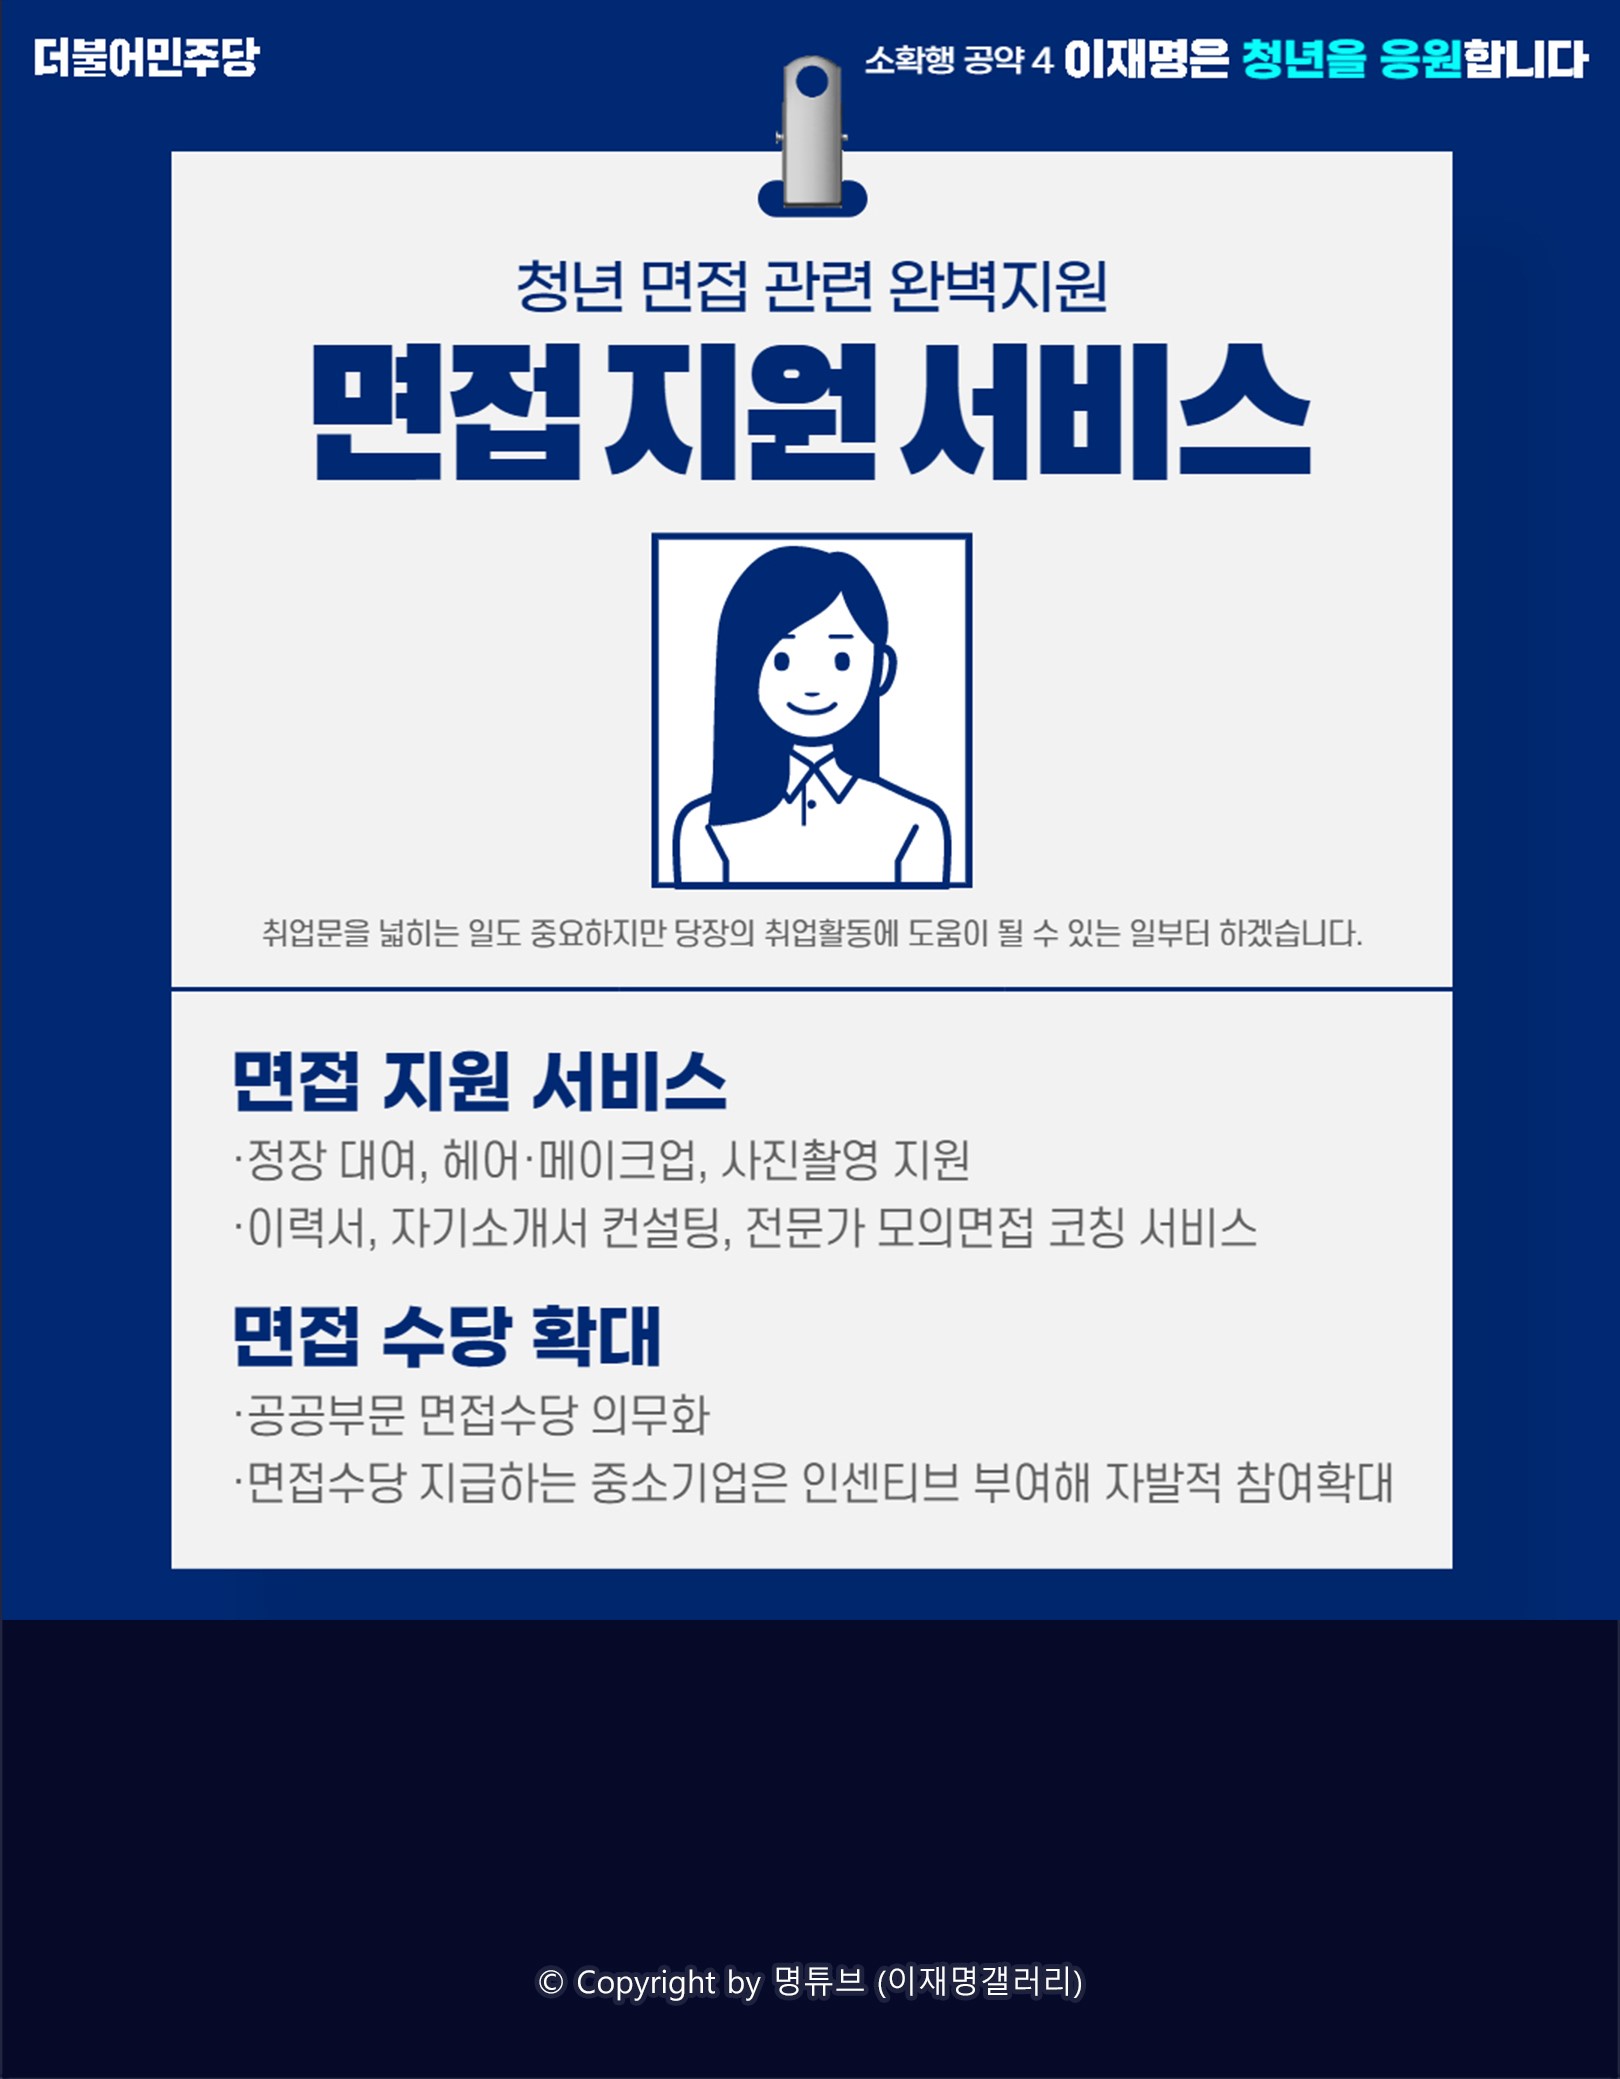 더불어민주당
소확행 공약 4 이재명은 청년을 응원합니다
청년 면접 관련 완벽지원
면접 지원 서비스
취업문을 넓히는 일도 중요하지만 당장의 취업활동에 도움이 될 수 있는 일부터 하겠습니다.
면접 지원 서비스
·정장 대여, 헤어·메이크업, 사진촬영 지원
·이력서, 자기소개서 컨설팅, 전문가 모의면접 코칭 서비스
면접 수당 확대
·공공부문 면접수당 의무화
·면접수당 지급하는 중소기업은 인센티브 부여해 자발적 참여확대
© Copyright by 명튜브 (이재명갤러리)